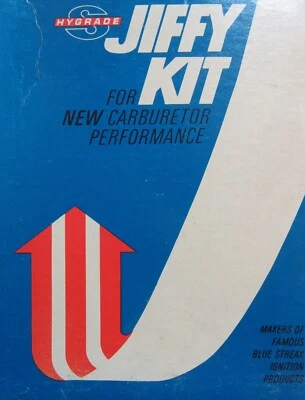 HYGRADE
JIFFY
KIT
FOR
NEW CARBURETOR
PERFORMANCE
MAKERS OF
FAMOUS
BLUE STREAK
IGNITION
PRODUCTS